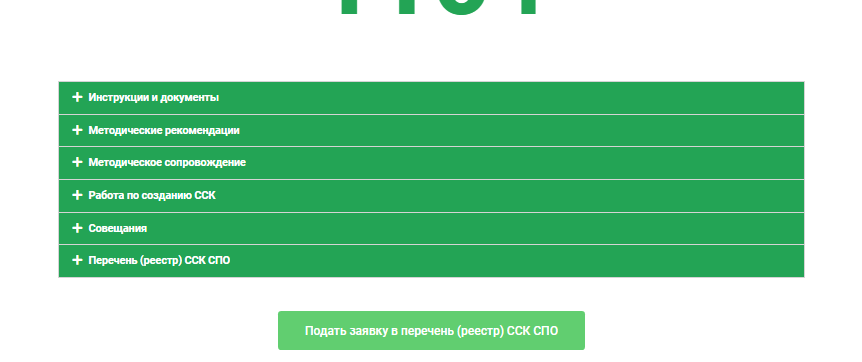 Инструкции и документы
Методические рекомендации
Методическое сопровождение
Работа по созданию ССК
Совещания
Перечень (реестр) ССК СПО
Подать заявку в перечень (реестр) ССК СПО